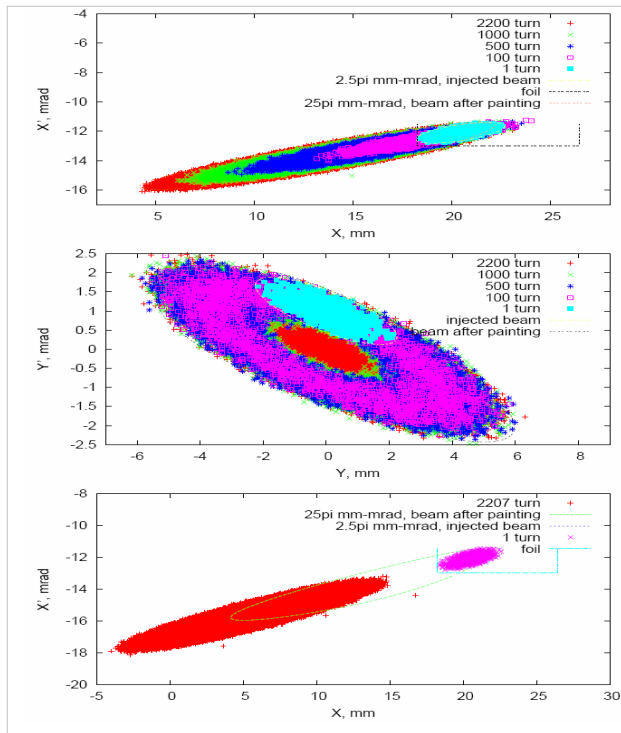 2200 turn
1000 turn
500 turn
100 turn
1 turn
2.5pi mm-mrad, injected beam
foil
25pi mm-mrad, beam after painting
X', mrad
-4
-6
-8
-10
-12
-14
-16
5 10 15 20 25
X, mm
2200 turn
1000 turn
500 turn
100 turn
1 turn
injected beam
beam after painting
Y', mrad
2.5
2
1.5
1
0.5
0
-0.5
-1
-1.5
-2
-2.5
-6 -4 -2 0 2 4 6 8
Y, mm
2207 turn
25pi mm-mrad, beam after painting
2.5pi mm-mrad, injected beam
1 turn
foil
X', mrad
-8
-10
-12
-14
-16
-18
-20
-5 0 5 10 15 20 25 30
X, mm